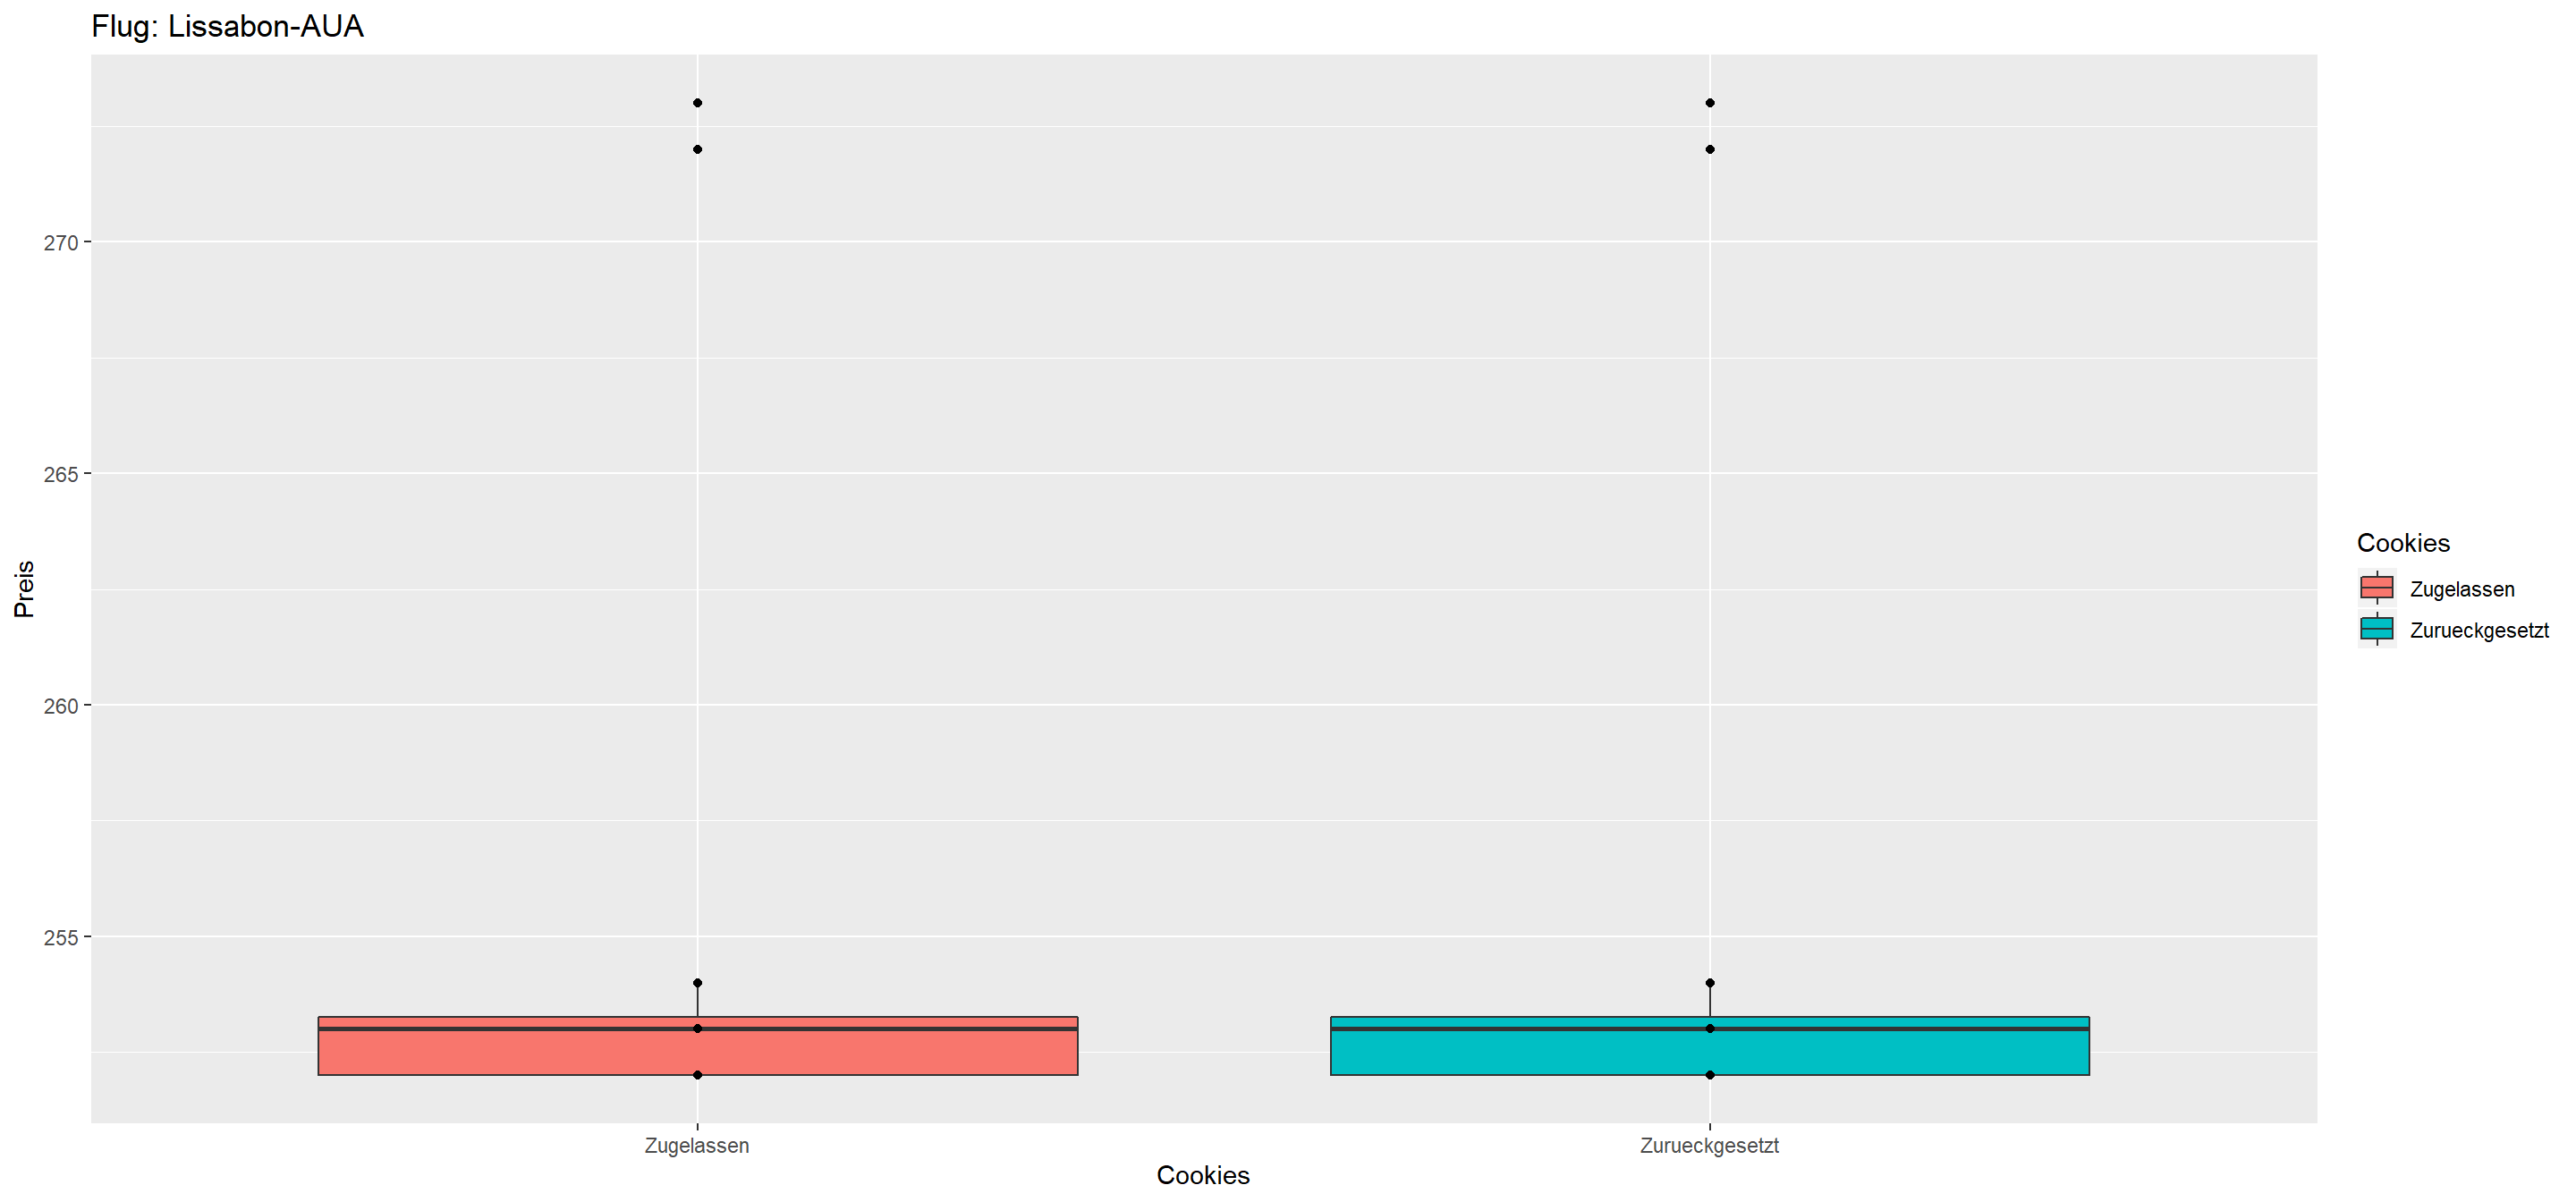 Flug: Lissabon-AUA
Preis
270
265
260
255
Zugelassen
Zurueckgesetzt
Cookies
Cookies
Zugelassen
Zurueckgesetzt